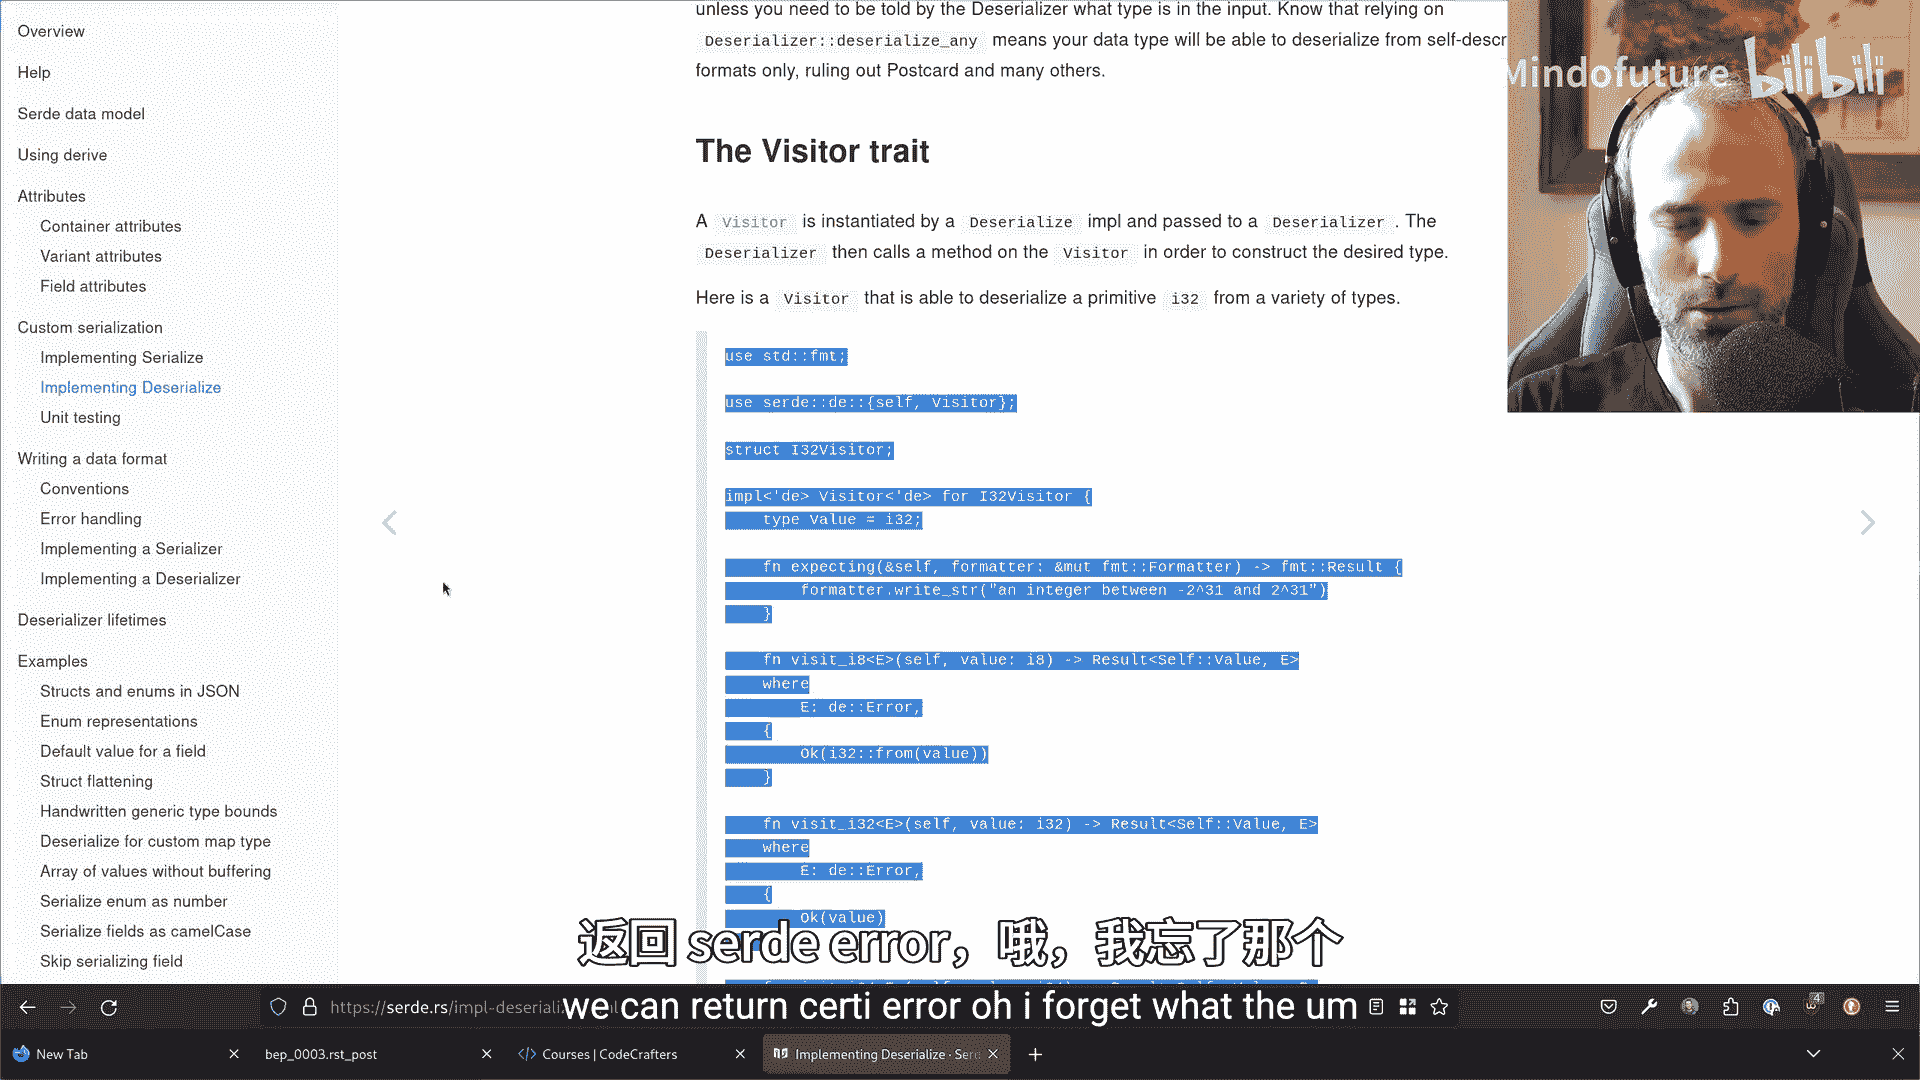 Overview
Help
Serde data model
Using derive
Attributes
Container attributes
Variant attributes
Field attributes
Custom serialization
Implementing Serialize
Implementing Deserialize
Unit testing
Writing a data format
Conventions
Error handling
Implementing a Serializer
Implementing a Deserializer
Deserializer lifetimes
Examples
Structs and enums in JSON
Enum representations
Default value for a field
Struct flattening
Handwritten generic type bounds
Deserialize for custom map type
Array of values without buffering
Serialize enum as number
Serialize fields as camelCase
Skip serializing field
unless you need to be told by the Deserializer what type is in the input. Know that relying on
Deserializer::deserialize_any means your data type will be able to deserialize from self-descr
formats only, ruling out Postcard and many others.
The Visitor trait
A Visitor is instantiated by a Deserialize impl and passed to a Deserializer . The
Deserializer then calls a method on the Visitor in order to construct the desired type.
Here is a Visitor that is able to deserialize a primitive i32 from a variety of types.
use std::fmt;
use serde::de::{self, Visitor};
struct I32Visitor;
impl<'de> Visitor<'de> for I32Visitor {
type Value = i32;
fn expecting(&self, formatter: &mut fmt::Formatter) -> fmt::Result {
formatter.write_str("an integer between -2^31 and 2^31")
}
fn visit_i8<E>(self, value: i8) -> Result<Self::Value, E>
where
E: de::Error,
{
Ok(i32::from(value))
}
fn visit_i32<E>(self, value: i32) -> Result<Self::Value, E>
where
E: de::Error,
{
Ok(value)
Mindofuture bilibili
返回 serde error，哦，我忘了那个
we can return certi error oh i forget what the um
https://serde.rs/impl-deseriali
4
New Tab
bep_0003.rst_post
</> Courses | CodeCrafters
Implementing Deserialize · Serd